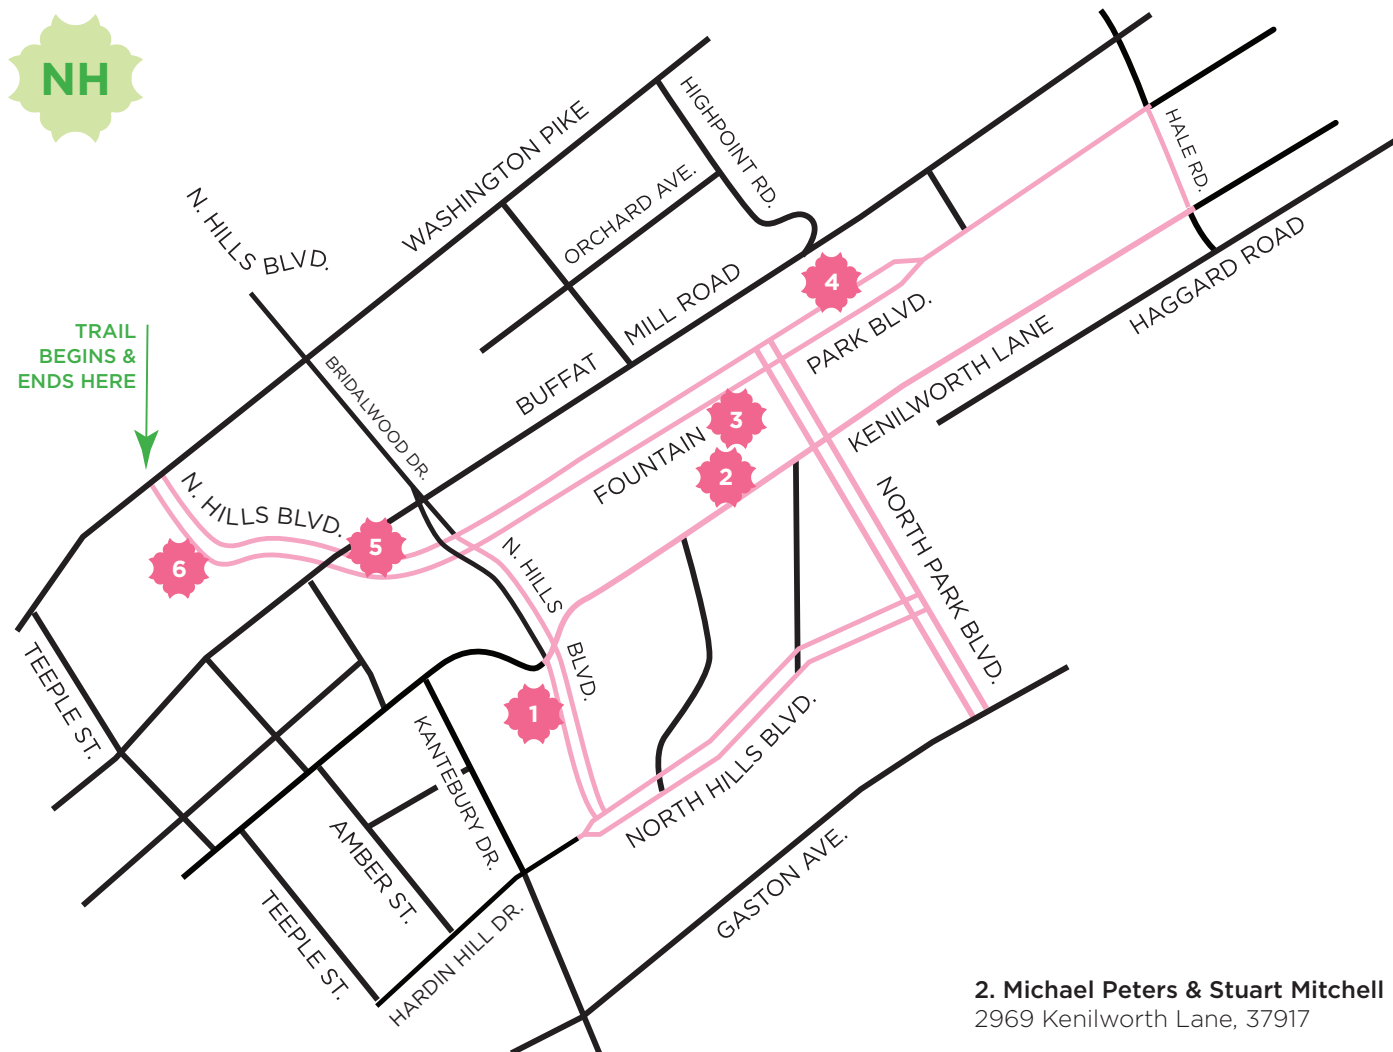 NH
WASHINGTON PIKE
HIGHPOINT RD.
ORCHARD AVE.
HALE RD.
N. HILLS BLVD.
BUFFAT MILL ROAD
4
PARK BLVD.
HAGGARD ROAD
TRAIL
BEGINS &
ENDS HERE
BRIDALWOOD DR.
FOUNTAIN
3
2
KENILWORTH LANE
N. HILLS BLVD.
5
6
N. HILLS BLVD.
NORTH PARK BLVD.
TEEPLE ST.
1
KANTEBURY DR.
NORTH HILLS BLVD.
AMBER ST.
GASTON AVE.
TEEPLE ST.
HARDIN HILL DR.
2. Michael Peters & Stuart Mitchell
2969 Kenilworth Lane, 37917